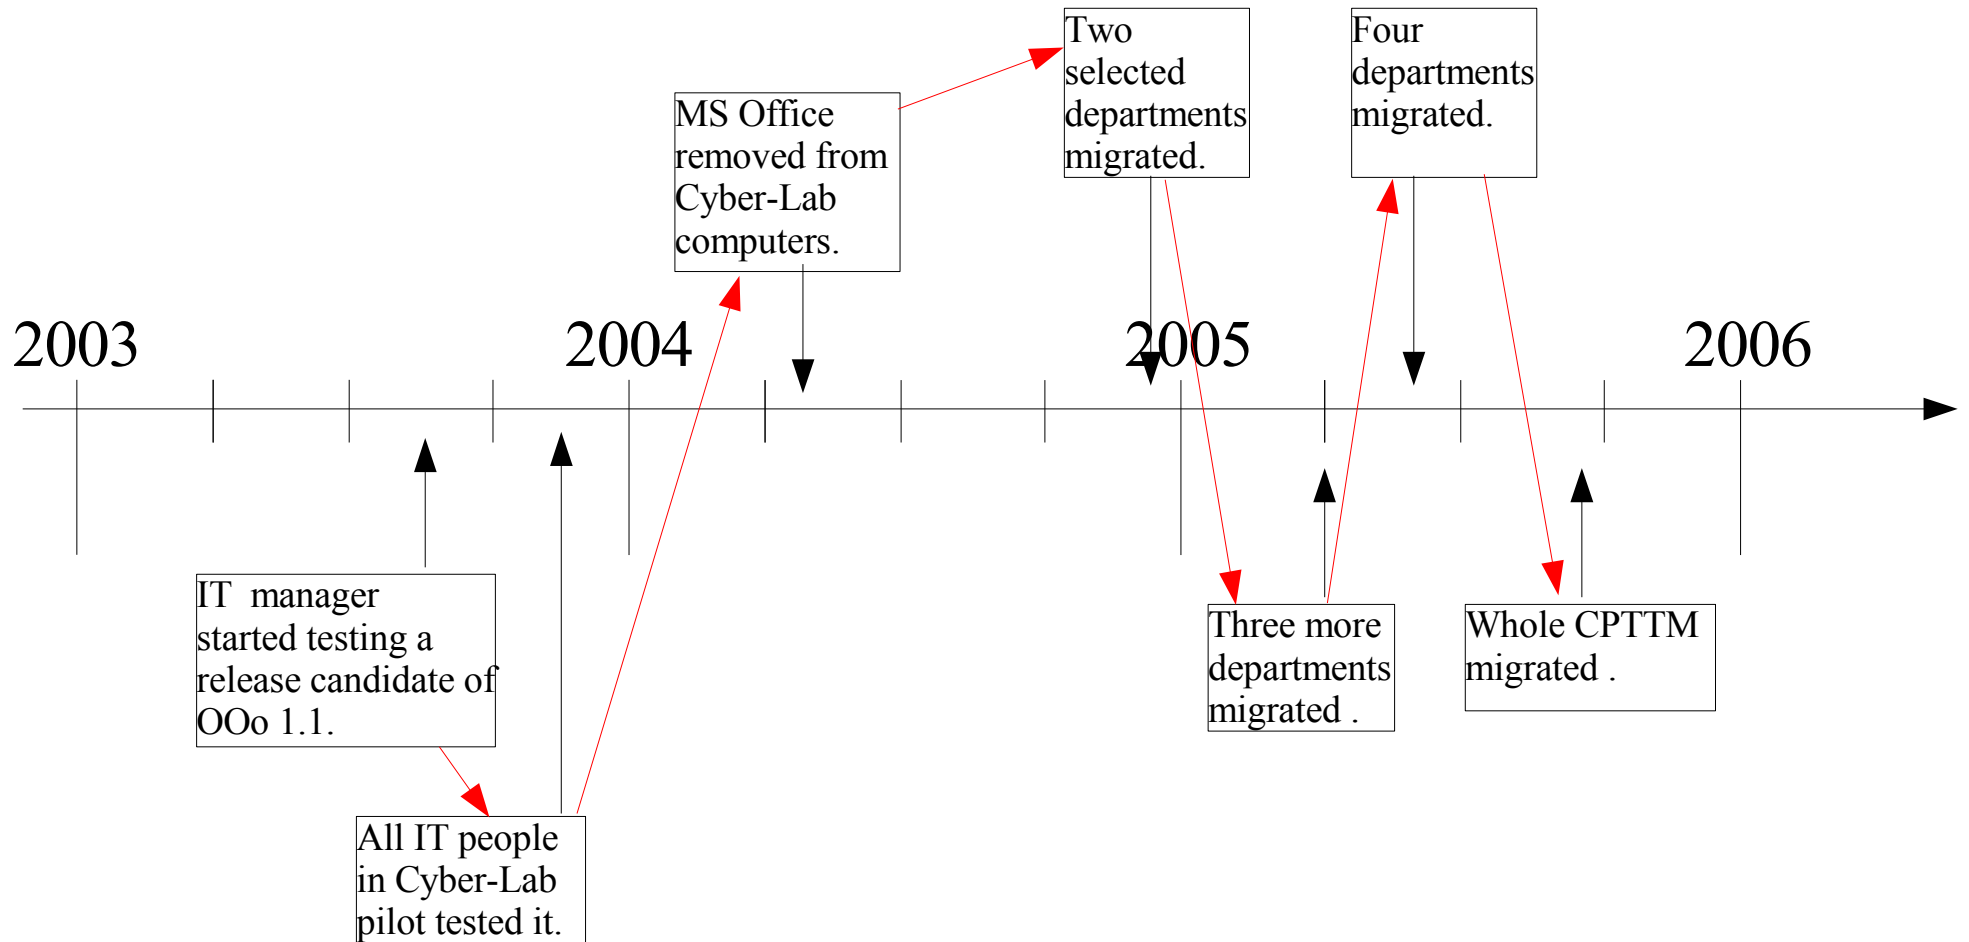 Two
selected
departments
migrated.
Four
departments
migrated.
MS Office
removed from
Cyber-Lab
computers.
2003
2004
2005
2006
IT  manager
started testing a
release candidate of
OOo 1.1.
Three more
departments
migrated .
Whole CPTTM
migrated .
All IT people
in Cyber-Lab
pilot tested it.